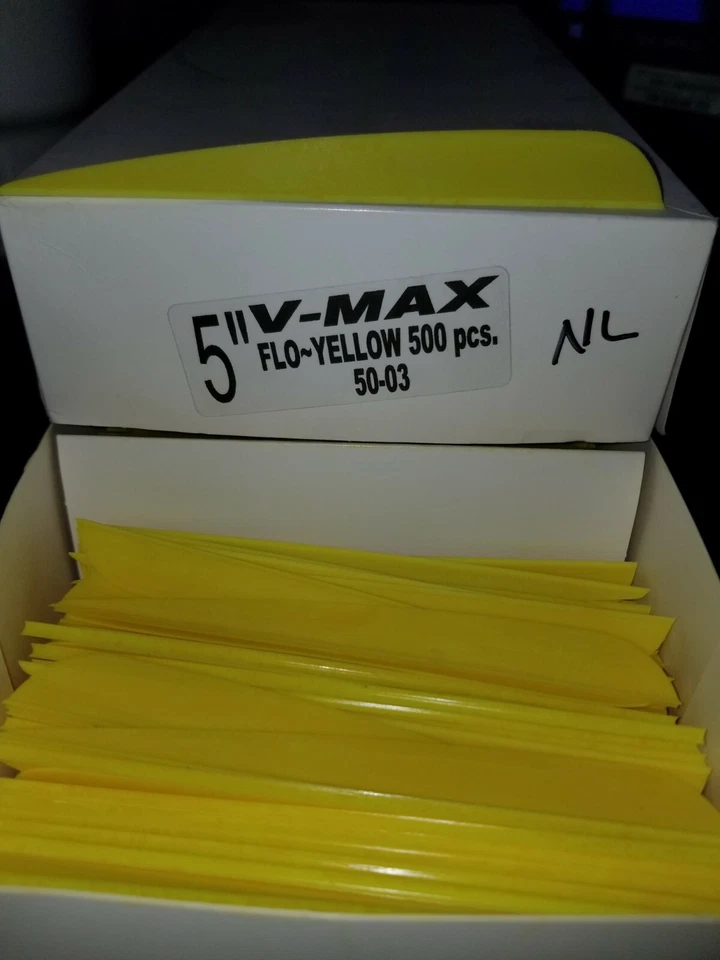 5" V-MAX
FLO~YELLOW 500 pcs.
50-03
NL